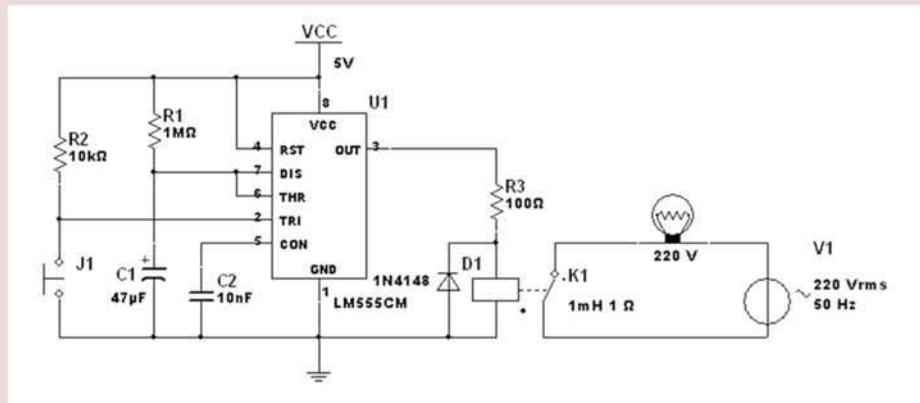 VCC
5V
8
U1
R1
1MΩ
VCC
R2
10kΩ
4
RST
OUT
3
7
DIS
R3
100Ω
6
THR
2
TRI
5
CON
J1
D1
V1
C1
47μF
C2
10nF
GND
1N4148
.K1
220 V
220 Vrms
50 Hz
1
LM555CM
1mH 1 Ω